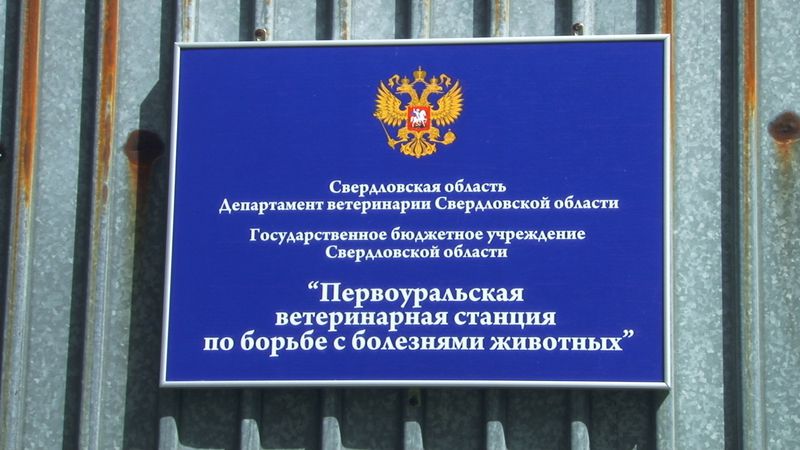 Свердловская область
Департамент ветеринарии Свердловской области
Государственное бюджетное учреждение
Свердловской области
“Первоуральская
ветеринарная станция
по борьбе с болезнями животных”